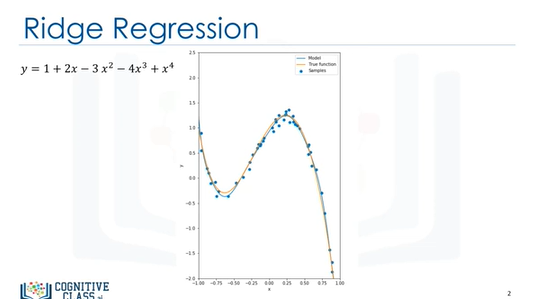 Ridge Regression
y = 1 + 2x − 3 x² − 4x³ + x⁴
Model
True function
Samples
2.5
2.0
1.5
1.0
0.5
0.0
−0.5
−1.0
−1.5
−2.0
y
−1.00 −0.75 −0.50 −0.25 0.00 0.25 0.50 0.75 1.00
x
COGNITIVE
CLASS.ai
2